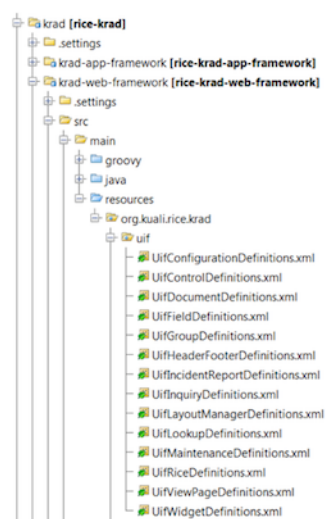 krad [rice-krad]
.settings
krad-app-framework [rice-krad-app-framework]
krad-web-framework [rice-krad-web-framework]
.settings
src
main
groovy
java
resources
org.kuali.rice.krad
uif
UifConfigurationDefinitions.xml
UifControlDefinitions.xml
UifDocumentDefinitions.xml
UifFieldDefinitions.xml
UifGroupDefinitions.xml
UifHeaderFooterDefinitions.xml
UifIncidentReportDefinitions.xml
UifInquiryDefinitions.xml
UifLayoutManagerDefinitions.xml
UifLookupDefinitions.xml
UifMaintenanceDefinitions.xml
UifRiceDefinitions.xml
UifViewPageDefinitions.xml
UifWidgetDefinitions.xml